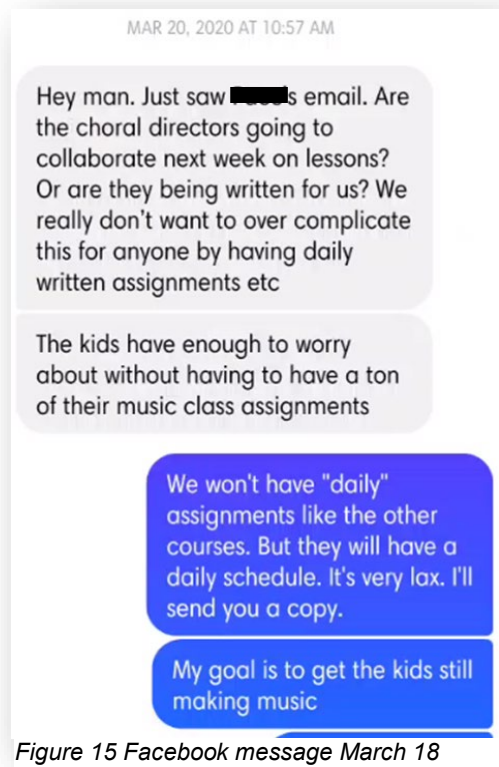 MAR 20, 2020 AT 10:57 AM
Hey man. Just saw s email. Are
the choral directors going to
collaborate next week on lessons?
Or are they being written for us? We
really don't want to over complicate
this for anyone by having daily
written assignments etc
The kids have enough to worry
about without having to have a ton
of their music class assignments
We won't have "daily"
assignments like the other
courses. But they will have a
daily schedule. It's very lax. I'll
send you a copy.
My goal is to get the kids still
making music
Figure 15 Facebook message March 18